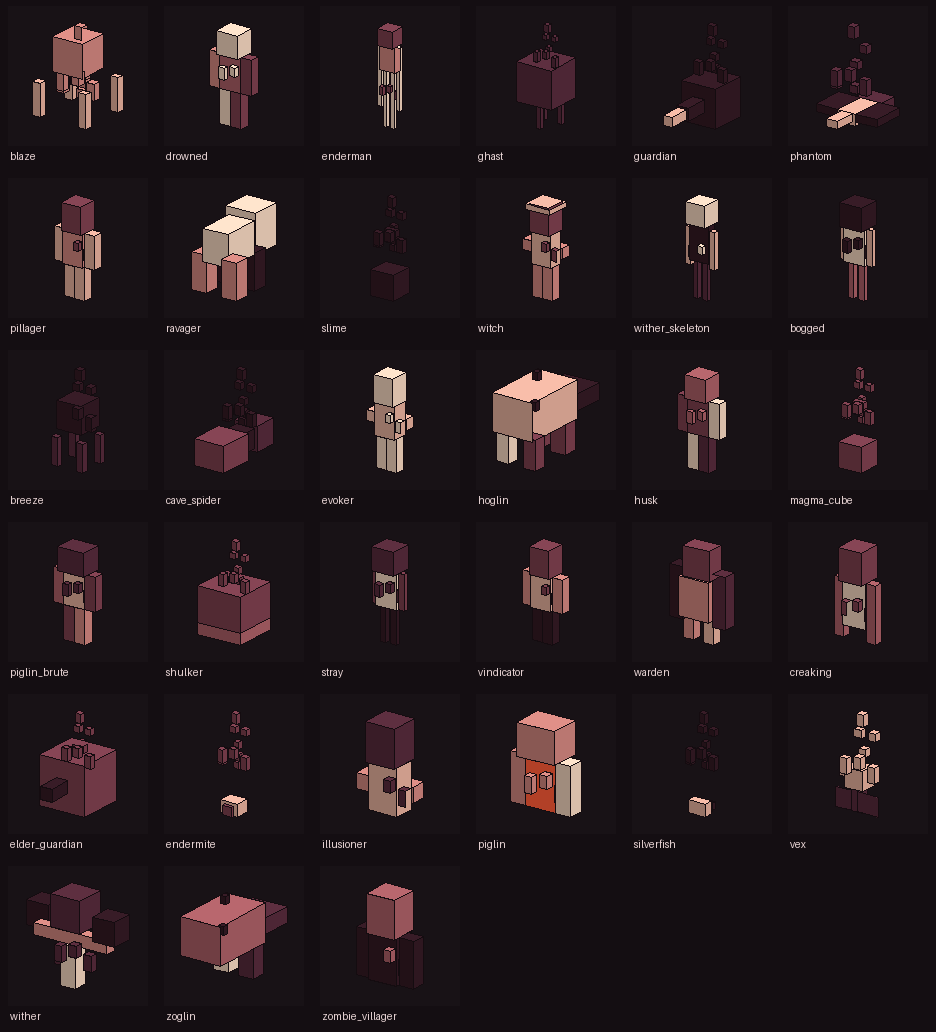 blaze
drowned
enderman
ghast
guardian
phantom
pillager
ravager
slime
witch
wither_skeleton
bogged
breeze
cave_spider
evoker
hoglin
husk
magma_cube
piglin_brute
shulker
stray
vindicator
warden
creaking
elder_guardian
endermite
illusioner
piglin
silverfish
vex
wither
zoglin
zombie_villager